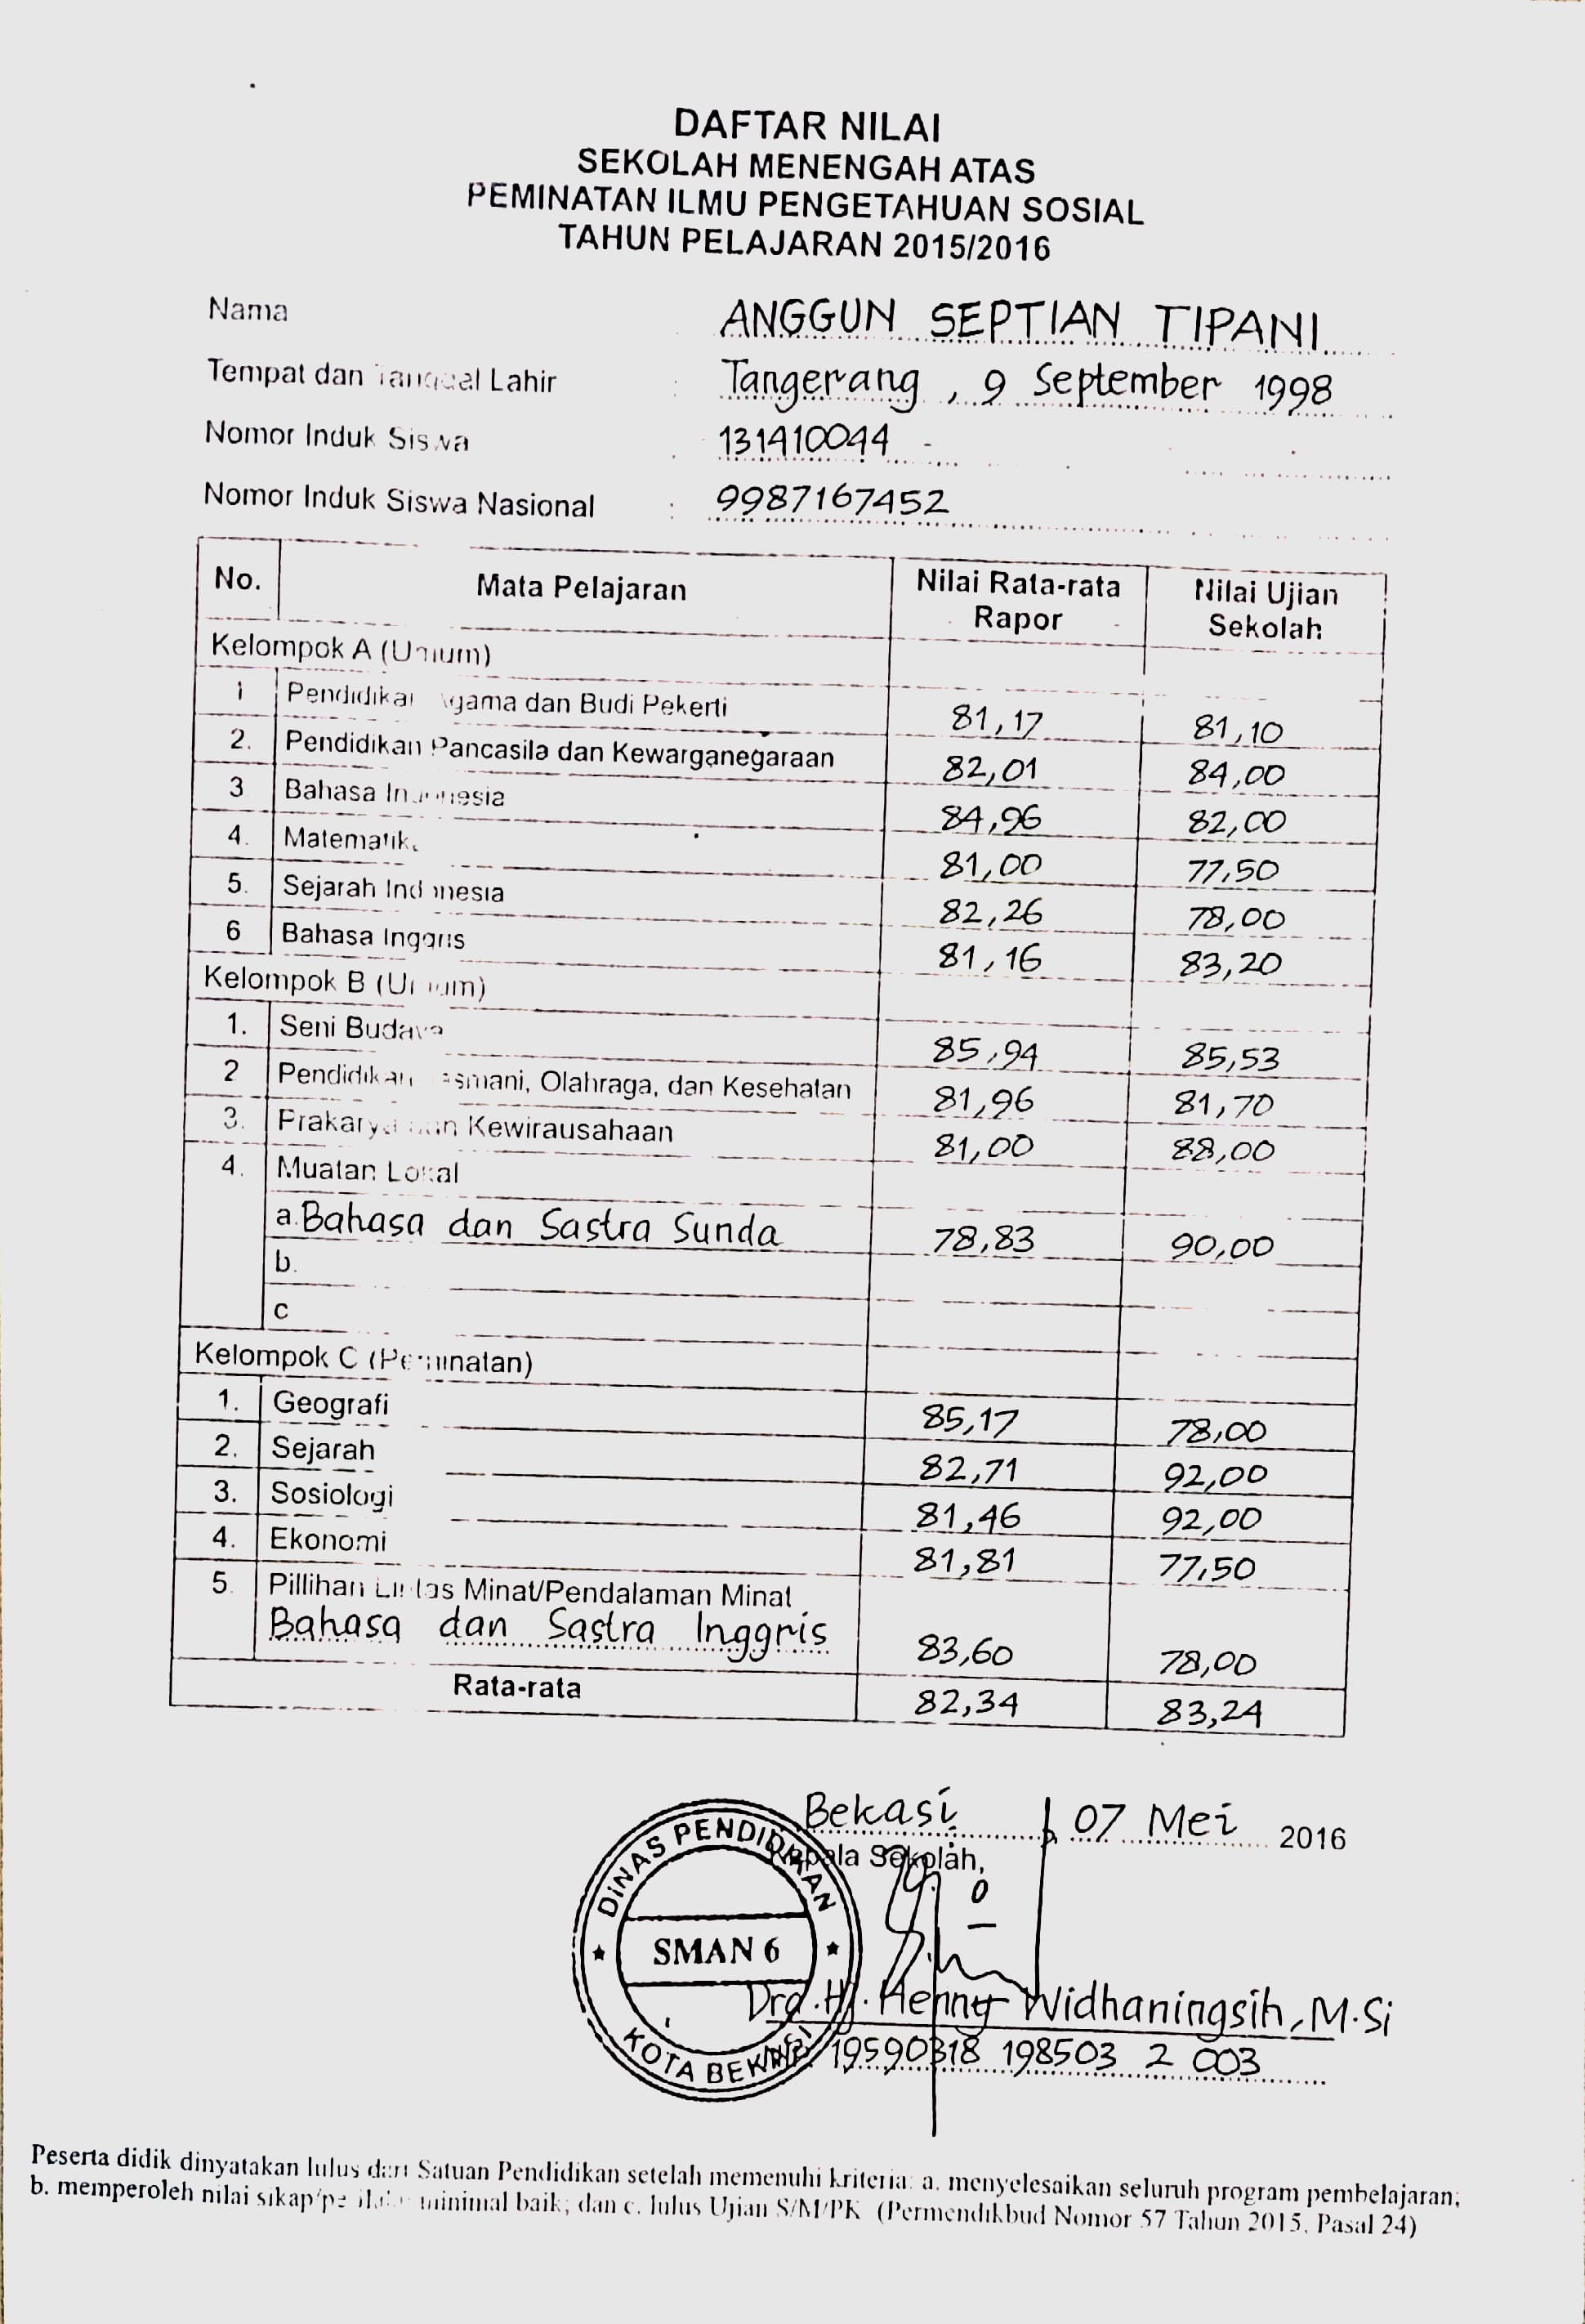 DAFTAR NILAI
SEKOLAH MENENGAH ATAS
PEMINATAN ILMU PENGETAHUAN SOSIAL
TAHUN PELAJARAN 2015/2016
Nama : ANGGUN SEPTIAN TIPANI
Tempat dan Tanggal Lahir : Tangerang, 9 September 1998
Nomor Induk Siswa : 131410044 -
Nomor Induk Siswa Nasional : 9987167452
No. Mata Pelajaran Nilai Rata-rata Rapor Nilai Ujian Sekolah
Kelompok A (Umum)
1 Pendidikan Agama dan Budi Pekerti 81,17 81,10
2. Pendidikan Pancasila dan Kewarganegaraan 82,01 84,00
3 Bahasa Indonesia 84,96 82,00
4. Matematika 81,00 77,50
5. Sejarah Indonesia 82,26 78,00
6 Bahasa Inggris 81,16 83,20
Kelompok B (Umum)
1. Seni Budaya 85,94 85,53
2 Pendidikan Jasmani, Olahraga, dan Kesehatan 81,96 81,70
3. Prakarya dan Kewirausahaan 81,00 88,00
4. Muatan Lokal
a. Bahasa dan Sastra Sunda 78,83 90,00
b.
c
Kelompok C (Peminatan)
1. Geografi 85,17 78,00
2. Sejarah 82,71 92,00
3. Sosiologi 81,46 92,00
4. Ekonomi 81,81 77,50
5. Pillihan Lintas Minat/Pendalaman Minat
Bahasa dan Sastra Inggris 83,60 78,00
Rata-rata 82,34 83,24
Bekasi, 07 Mei 2016
Kepala Sekolah,
DINAS PENDIDIKAN
SMAN 6
KOTA BEKASI
Dra. Hj. Henny Widhaningsih, M.Si
NIP. 19590318 198503 2 003
Peserta didik dinyatakan lulus dari Satuan Pendidikan setelah memenuhi kriteria: a. menyelesaikan seluruh program pembelajaran;
b. memperoleh nilai sikap/perilaku minimal baik; dan c. lulus Ujian S/M/PK (Permendikbud Nomor 57 Tahun 2015, Pasal 24)